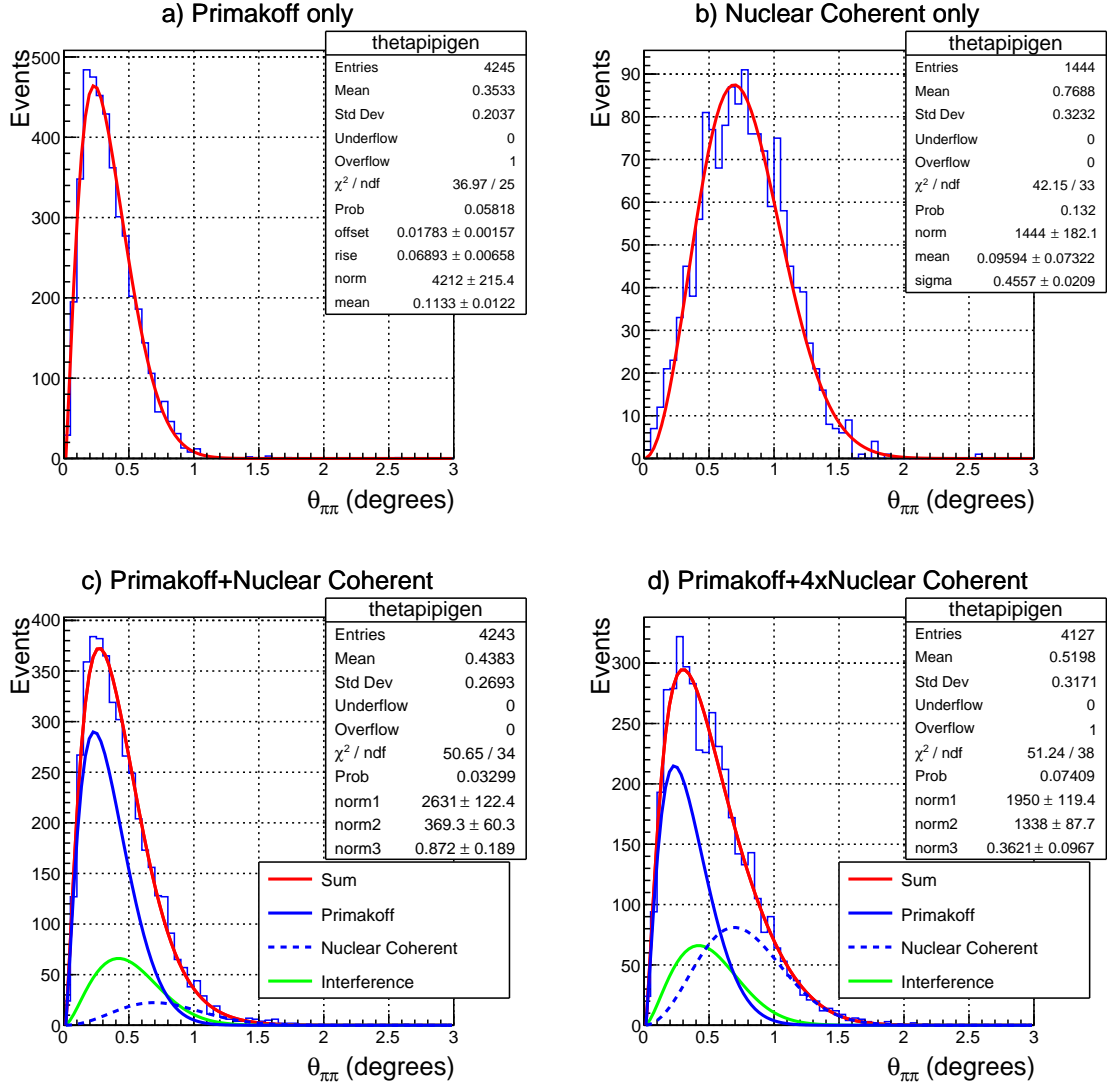 a) Primakoff only
Events
500
400
300
200
100
0
0 0.5 1 1.5 2 2.5 3
θππ (degrees)
thetapipigen
Entries 4245
Mean 0.3533
Std Dev 0.2037
Underflow 0
Overflow 1
χ² / ndf 36.97 / 25
Prob 0.05818
offset 0.01783 ± 0.00157
rise 0.06893 ± 0.00658
norm 4212 ± 215.4
mean 0.1133 ± 0.0122
b) Nuclear Coherent only
Events
90
80
70
60
50
40
30
20
10
0
0 0.5 1 1.5 2 2.5 3
θππ (degrees)
thetapipigen
Entries 1444
Mean 0.7688
Std Dev 0.3232
Underflow 0
Overflow 0
χ² / ndf 42.15 / 33
Prob 0.132
norm 1444 ± 182.1
mean 0.09594 ± 0.07322
sigma 0.4557 ± 0.0209
c) Primakoff+Nuclear Coherent
Events
400
350
300
250
200
150
100
50
0
0 0.5 1 1.5 2 2.5 3
θππ (degrees)
thetapipigen
Entries 4243
Mean 0.4383
Std Dev 0.2693
Underflow 0
Overflow 0
χ² / ndf 50.65 / 34
Prob 0.03299
norm1 2631 ± 122.4
norm2 369.3 ± 60.3
norm3 0.872 ± 0.189
Sum
Primakoff
Nuclear Coherent
Interference
d) Primakoff+4xNuclear Coherent
Events
300
250
200
150
100
50
0
0 0.5 1 1.5 2 2.5 3
θππ (degrees)
thetapipigen
Entries 4127
Mean 0.5198
Std Dev 0.3171
Underflow 0
Overflow 1
χ² / ndf 51.24 / 38
Prob 0.07409
norm1 1950 ± 119.4
norm2 1338 ± 87.7
norm3 0.3621 ± 0.0967
Sum
Primakoff
Nuclear Coherent
Interference